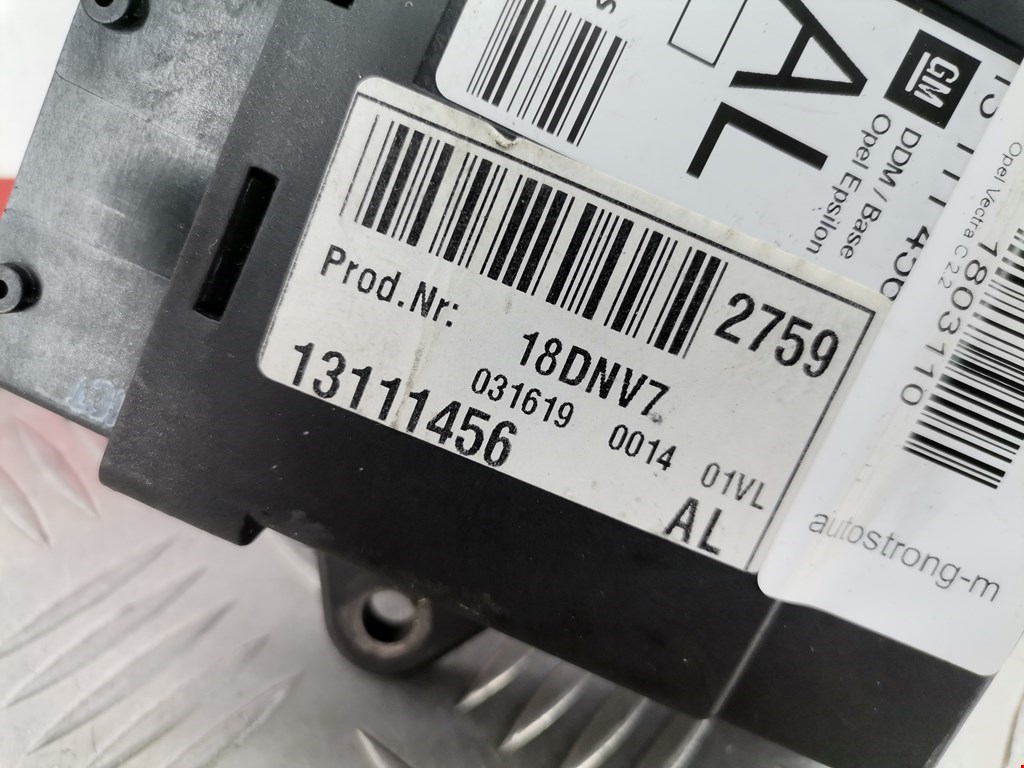 AL
GM
DDM / Base
Opel Epsilon
2759
Prod.Nr:
18DNV7
13111456
031619 0014 01VL
AL
Opel Vectra C 2.2
1803110
autostrong-m